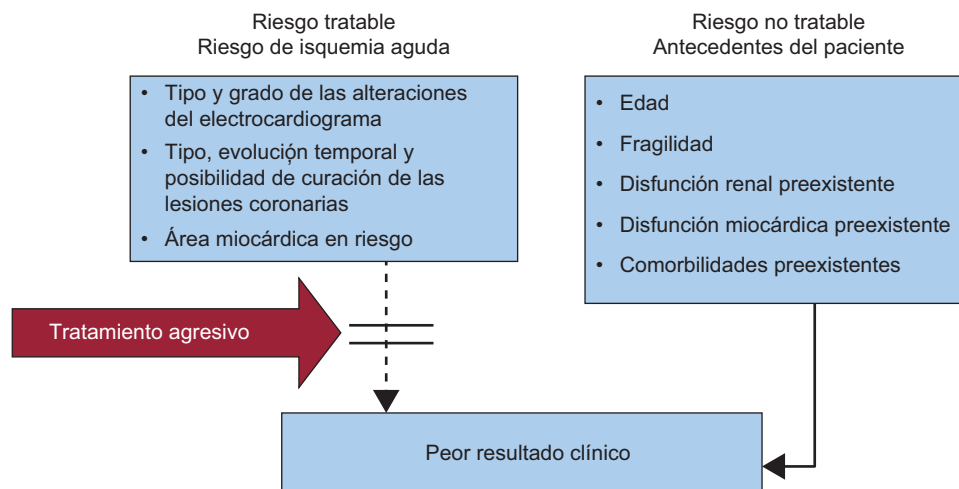 Riesgo tratable
Riesgo de isquemia aguda
• Tipo y grado de las alteraciones
del electrocardiograma
• Tipo, evolución temporal y
posibilidad de curación de las
lesiones coronarias
• Área miocárdica en riesgo
Riesgo no tratable
Antecedentes del paciente
• Edad
• Fragilidad
• Disfunción renal preexistente
• Disfunción miocárdica preexistente
• Comorbilidades preexistentes
Tratamiento agresivo
Peor resultado clínico